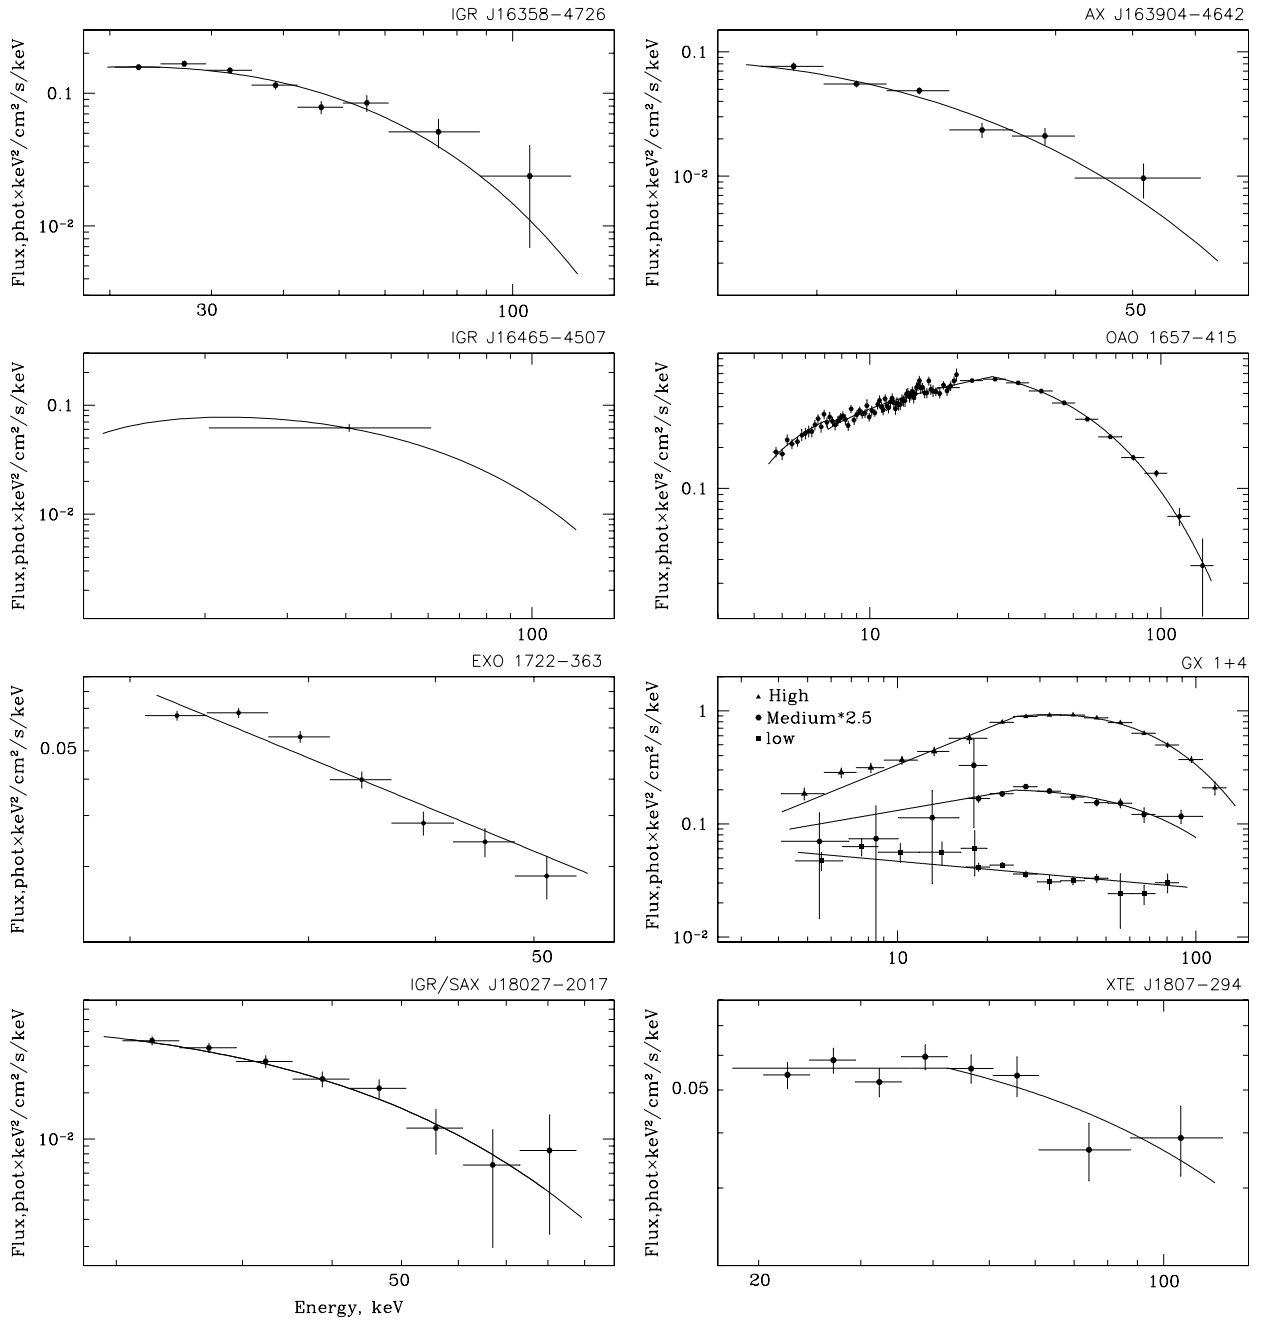 IGR J16358−4726
Flux,phot×keV²/cm²/s/keV
0.1
10⁻²
30
100
AX J163904−4642
Flux,phot×keV²/cm²/s/keV
0.1
10⁻²
50
IGR J16465−4507
Flux,phot×keV²/cm²/s/keV
0.1
10⁻²
100
OAO 1657−415
Flux,phot×keV²/cm²/s/keV
0.1
10
100
EXO 1722−363
Flux,phot×keV²/cm²/s/keV
0.05
50
GX 1+4
Flux,phot×keV²/cm²/s/keV
High
Medium*2.5
low
1
0.1
10⁻²
10
100
IGR/SAX J18027−2017
Flux,phot×keV²/cm²/s/keV
10⁻²
50
Energy, keV
XTE J1807−294
Flux,phot×keV²/cm²/s/keV
0.05
20
100